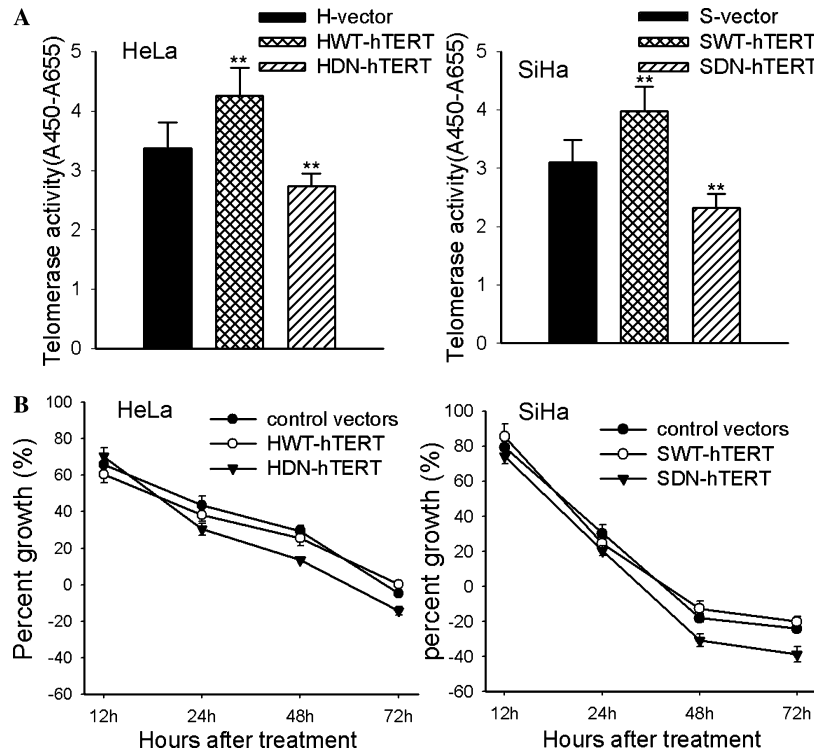 A
H-vector
HWT-hTERT
HDN-hTERT
HeLa
Telomerase activity(A450-A655)
5
4
3
2
1
0
**
**
S-vector
SWT-hTERT
SDN-hTERT
SiHa
Telomerase activity(A450-A655)
5
4
3
2
1
0
**
**
B
HeLa
control vectors
HWT-hTERT
HDN-hTERT
Percent growth (%)
100
80
60
40
20
0
-20
-40
-60
12h 24h 48h 72h
Hours after treatment
SiHa
control vectors
SWT-hTERT
SDN-hTERT
percent growth (%)
100
80
60
40
20
0
-20
-40
-60
12h 24h 48h 72h
Hours after treatment